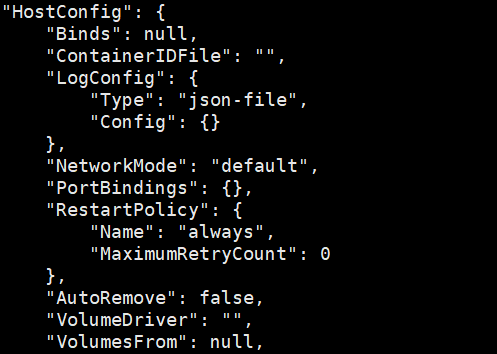 "HostConfig": {
    "Binds": null,
    "ContainerIDFile": "",
    "LogConfig": {
        "Type": "json-file",
        "Config": {}
    },
    "NetworkMode": "default",
    "PortBindings": {},
    "RestartPolicy": {
        "Name": "always",
        "MaximumRetryCount": 0
    },
    "AutoRemove": false,
    "VolumeDriver": "",
    "VolumesFrom": null,